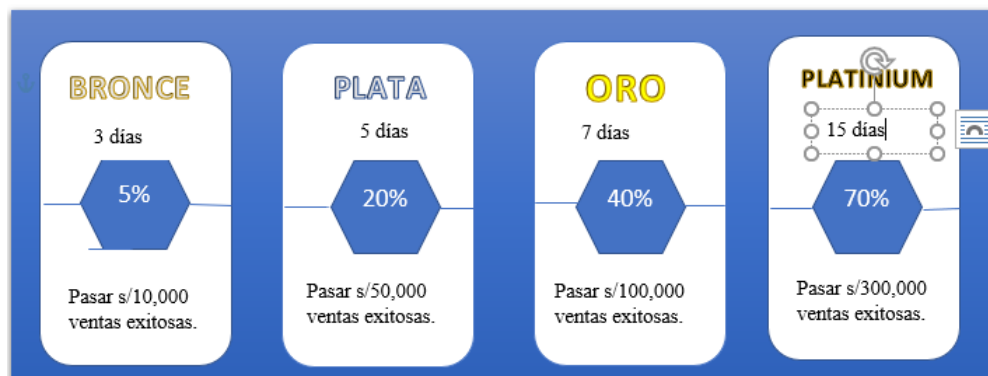 BRONCE
3 días
5%
Pasar s/10,000
ventas exitosas.
PLATA
5 días
20%
Pasar s/50,000
ventas exitosas.
ORO
7 días
40%
Pasar s/100,000
ventas exitosas.
PLATINIUM
15 días
70%
Pasar s/300,000
ventas exitosas.